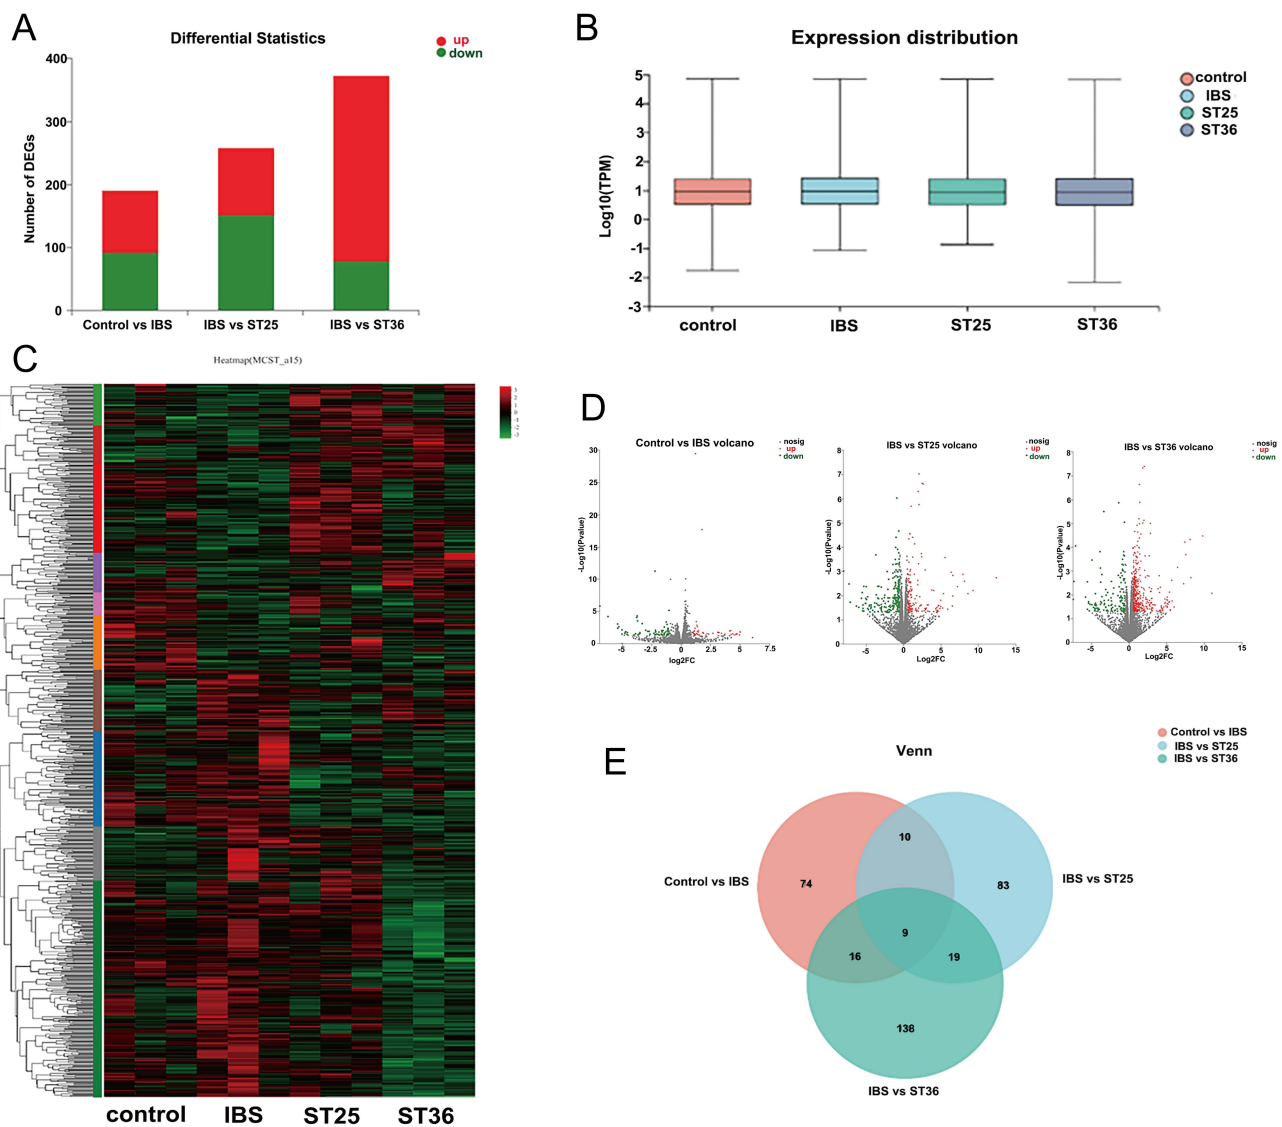 A
Differential Statistics
up
down
Number of DEGs
400
300
200
100
0
Control vs IBS
IBS vs ST25
IBS vs ST36
B
Expression distribution
control
IBS
ST25
ST36
Log10(TPM)
5
4
3
2
1
0
-1
-2
-3
control
IBS
ST25
ST36
C
Heatmap(MCST_a15)
3
2
1
0
-1
-2
-3
control
IBS
ST25
ST36
D
Control vs IBS volcano
nosig
up
down
-Log10(Pvalue)
30
25
20
15
10
5
0
-5
-2.5
0
2.5
5
7.5
log2FC
IBS vs ST25 volcano
nosig
up
down
-Log10(Pvalue)
8
7
6
5
4
3
2
1
0
-5
0
5
10
15
Log2FC
IBS vs ST36 volcano
nosig
up
down
-Log10(Pvalue)
8
7
6
5
4
3
2
1
0
-5
0
5
10
15
Log2FC
E
Venn
Control vs IBS
IBS vs ST25
IBS vs ST36
Control vs IBS
IBS vs ST25
IBS vs ST36
10
74
83
9
16
19
138